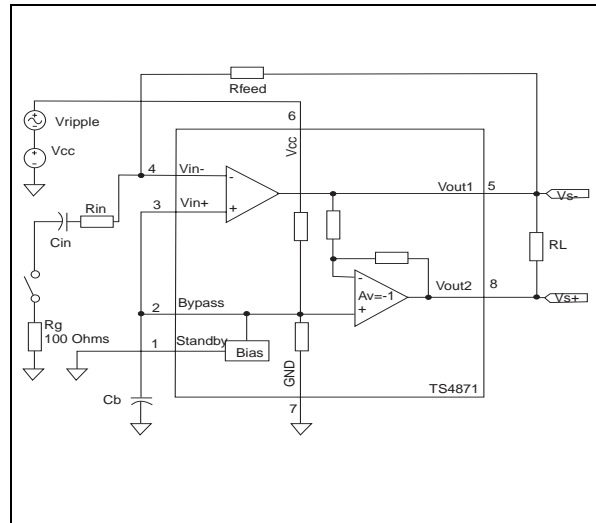 Rfeed
6
Vripple
Vcc
Vcc
4 Vin- - Vout1 5 Vs-
Rin
3 Vin+ +
Cin
RL
- Vout2 8 Vs+
Av=-1
2 Bypass +
Rg
100 Ohms
1 Standby
Bias
GND
Cb
7
TS4871